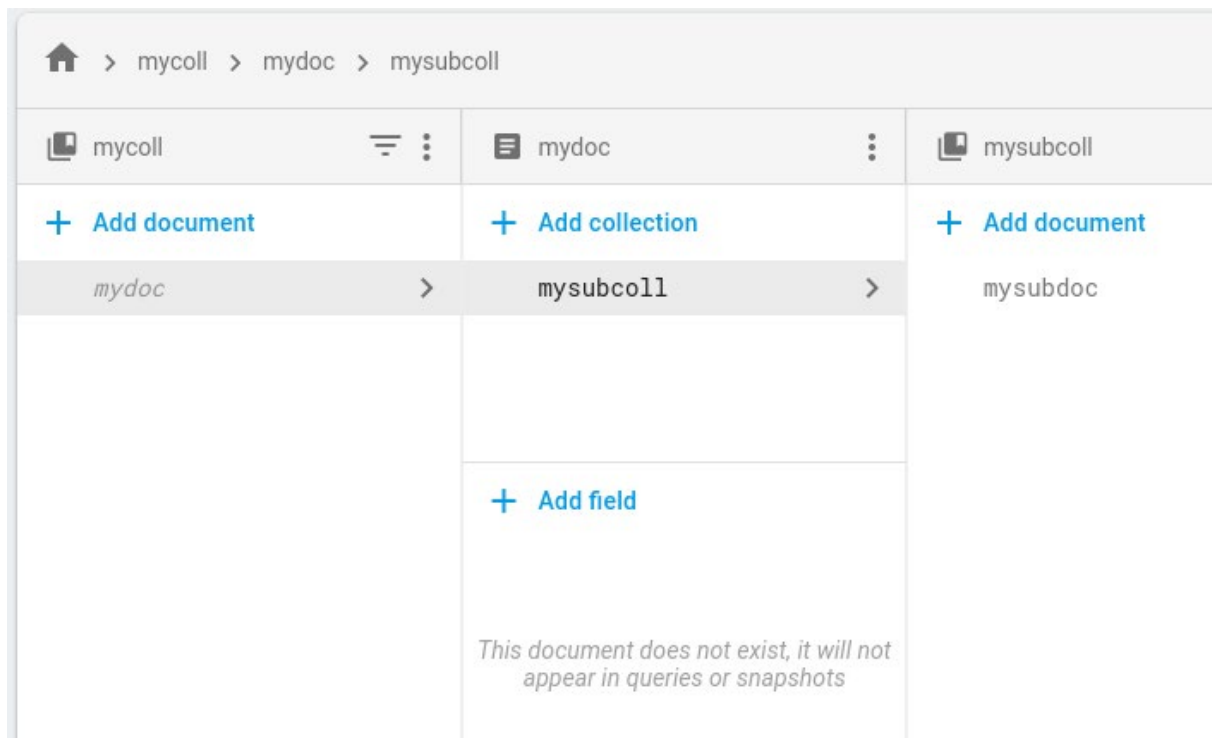 mycoll > mydoc > mysubcoll
mycoll
Add document
mydoc
mydoc
Add collection
mysubcoll
Add field
This document does not exist, it will not
appear in queries or snapshots
mysubcoll
Add document
mysubdoc